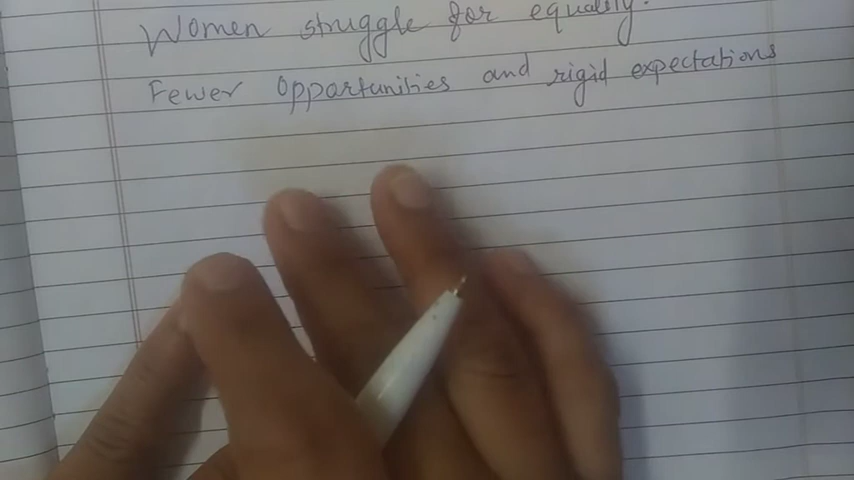 Women struggle for equality.
Fewer opportunities and rigid expectations